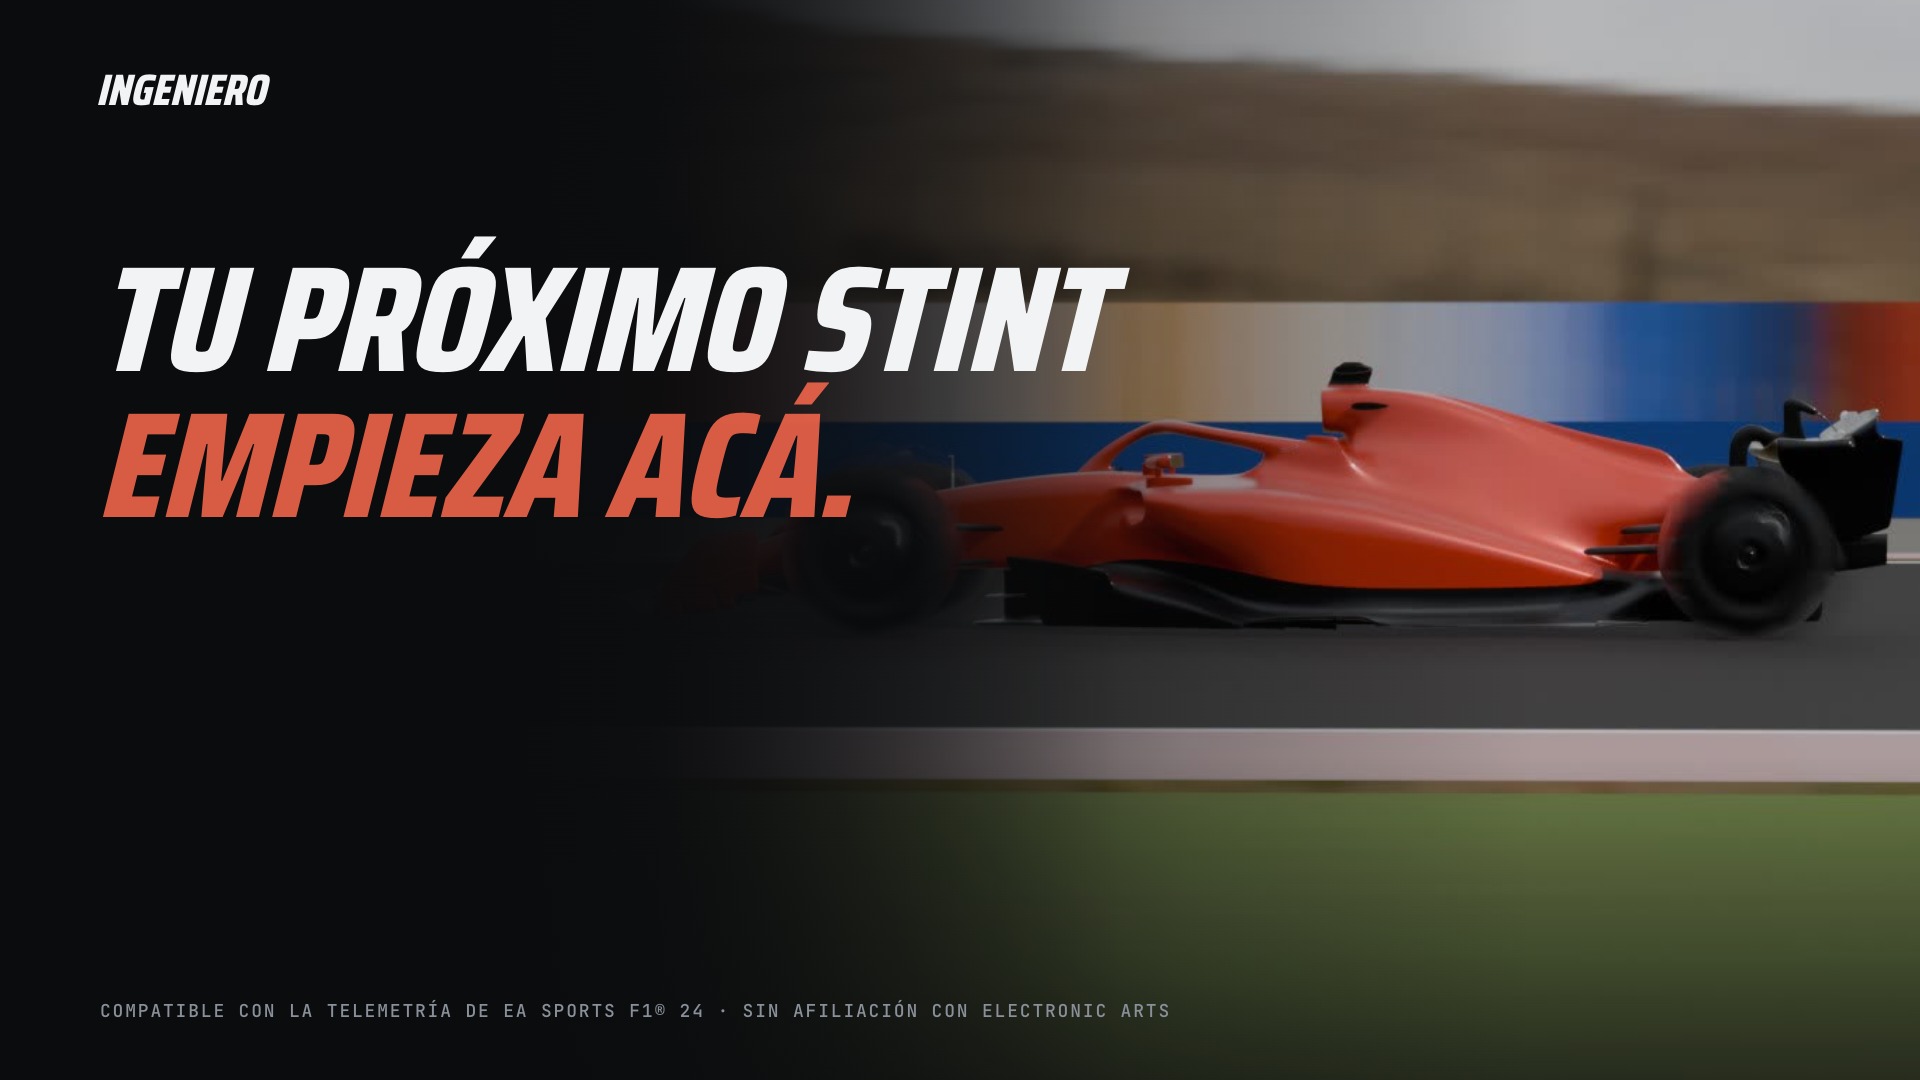 INGENIERO
TU PRÓXIMO STINT
EMPIEZA ACÁ.
COMPATIBLE CON LA TELEMETRÍA DE EA SPORTS F1® 24 · SIN AFILIACIÓN CON ELECTRONIC ARTS